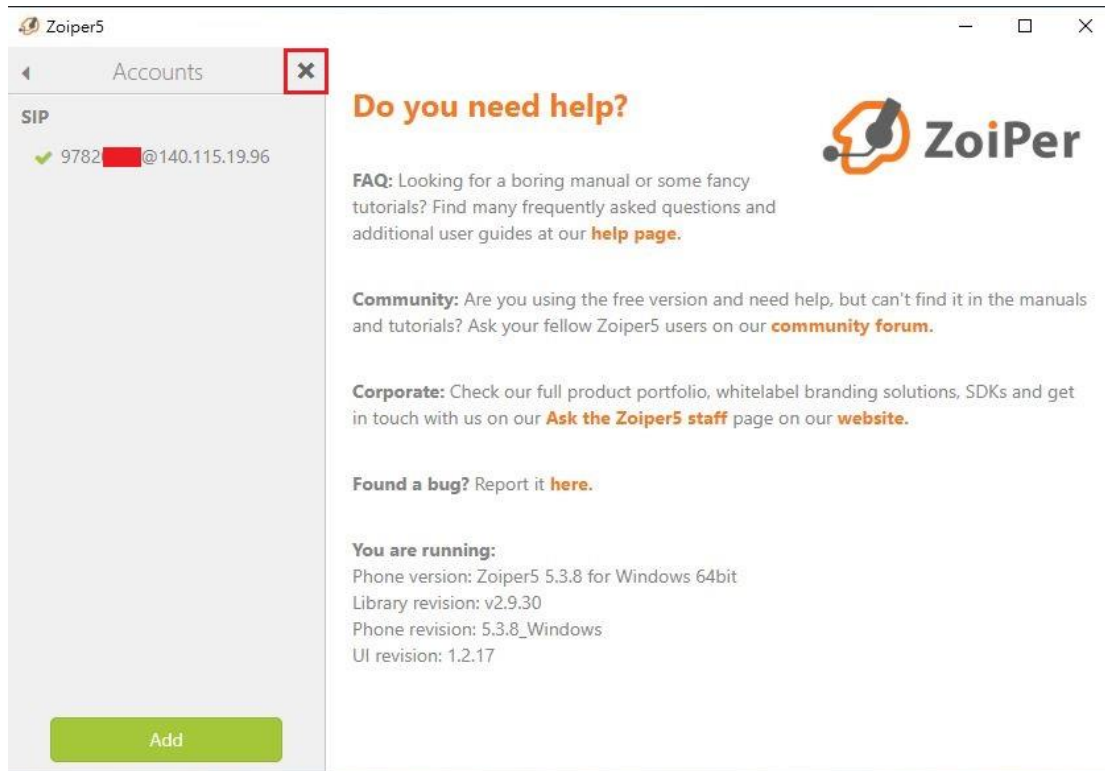 Zoiper5
Accounts
SIP
9782 @140.115.19.96
Add
Do you need help?
ZoiPer
FAQ: Looking for a boring manual or some fancy
tutorials? Find many frequently asked questions and
additional user guides at our help page.
Community: Are you using the free version and need help, but can't find it in the manuals
and tutorials? Ask your fellow Zoiper5 users on our community forum.
Corporate: Check our full product portfolio, whitelabel branding solutions, SDKs and get
in touch with us on our Ask the Zoiper5 staff page on our website.
Found a bug? Report it here.
You are running:
Phone version: Zoiper5 5.3.8 for Windows 64bit
Library revision: v2.9.30
Phone revision: 5.3.8_Windows
UI revision: 1.2.17